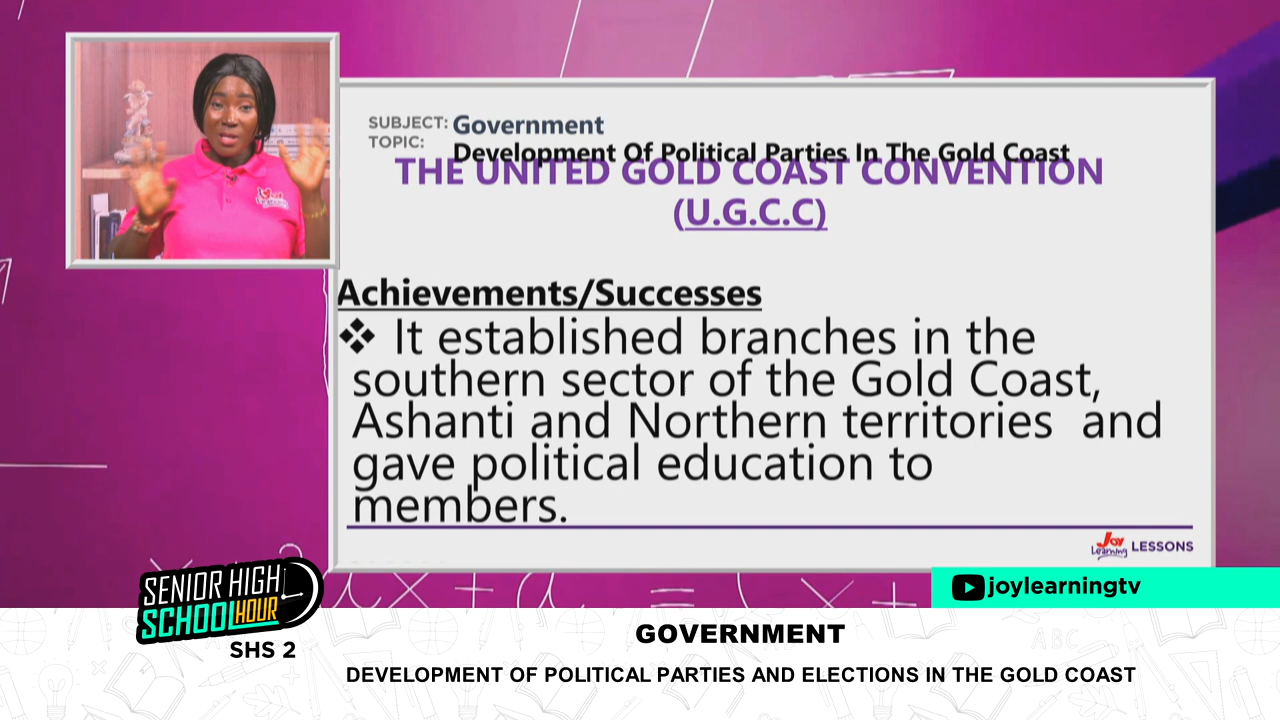 SUBJECT: Government
TOPIC: Development Of Political Parties In The Gold Coast
THE UNITED GOLD COAST CONVENTION
(U.G.C.C)
Achievements/Successes
❖ It established branches in the
southern sector of the Gold Coast,
Ashanti and Northern territories and
gave political education to
members.
Joy Learning LESSONS
joylearningtv
SENIOR HIGH
SCHOOL HOUR
SHS 2
GOVERNMENT
DEVELOPMENT OF POLITICAL PARTIES AND ELECTIONS IN THE GOLD COAST
ABC